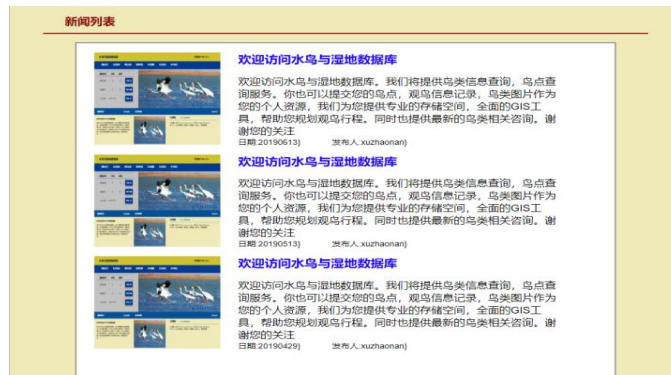 新闻列表
欢迎访问水鸟与湿地数据库
欢迎访问水鸟与湿地数据库。我们将提供鸟类信息查询，鸟点查
询服务。你也可以提交您的鸟点，观鸟信息记录，鸟类图片作为
您的个人资源，我们为您提供专业的存储空间，全面的GIS工
具，帮助您规划观鸟行程。同时也提供最新的鸟类相关咨询。谢
谢您的关注
日期:20190613} 发布人:xuzhaonan}
欢迎访问水鸟与湿地数据库
欢迎访问水鸟与湿地数据库。我们将提供鸟类信息查询，鸟点查
询服务。你也可以提交您的鸟点，观鸟信息记录，鸟类图片作为
您的个人资源，我们为您提供专业的存储空间，全面的GIS工
具，帮助您规划观鸟行程。同时也提供最新的鸟类相关咨询。谢
谢您的关注
日期:20190513} 发布人:xuzhaonan}
欢迎访问水鸟与湿地数据库
欢迎访问水鸟与湿地数据库。我们将提供鸟类信息查询，鸟点查
询服务。你也可以提交您的鸟点，观鸟信息记录，鸟类图片作为
您的个人资源，我们为您提供专业的存储空间，全面的GIS工
具，帮助您规划观鸟行程。同时也提供最新的鸟类相关咨询。谢
谢您的关注
日期:20190429} 发布人:xuzhaonan}